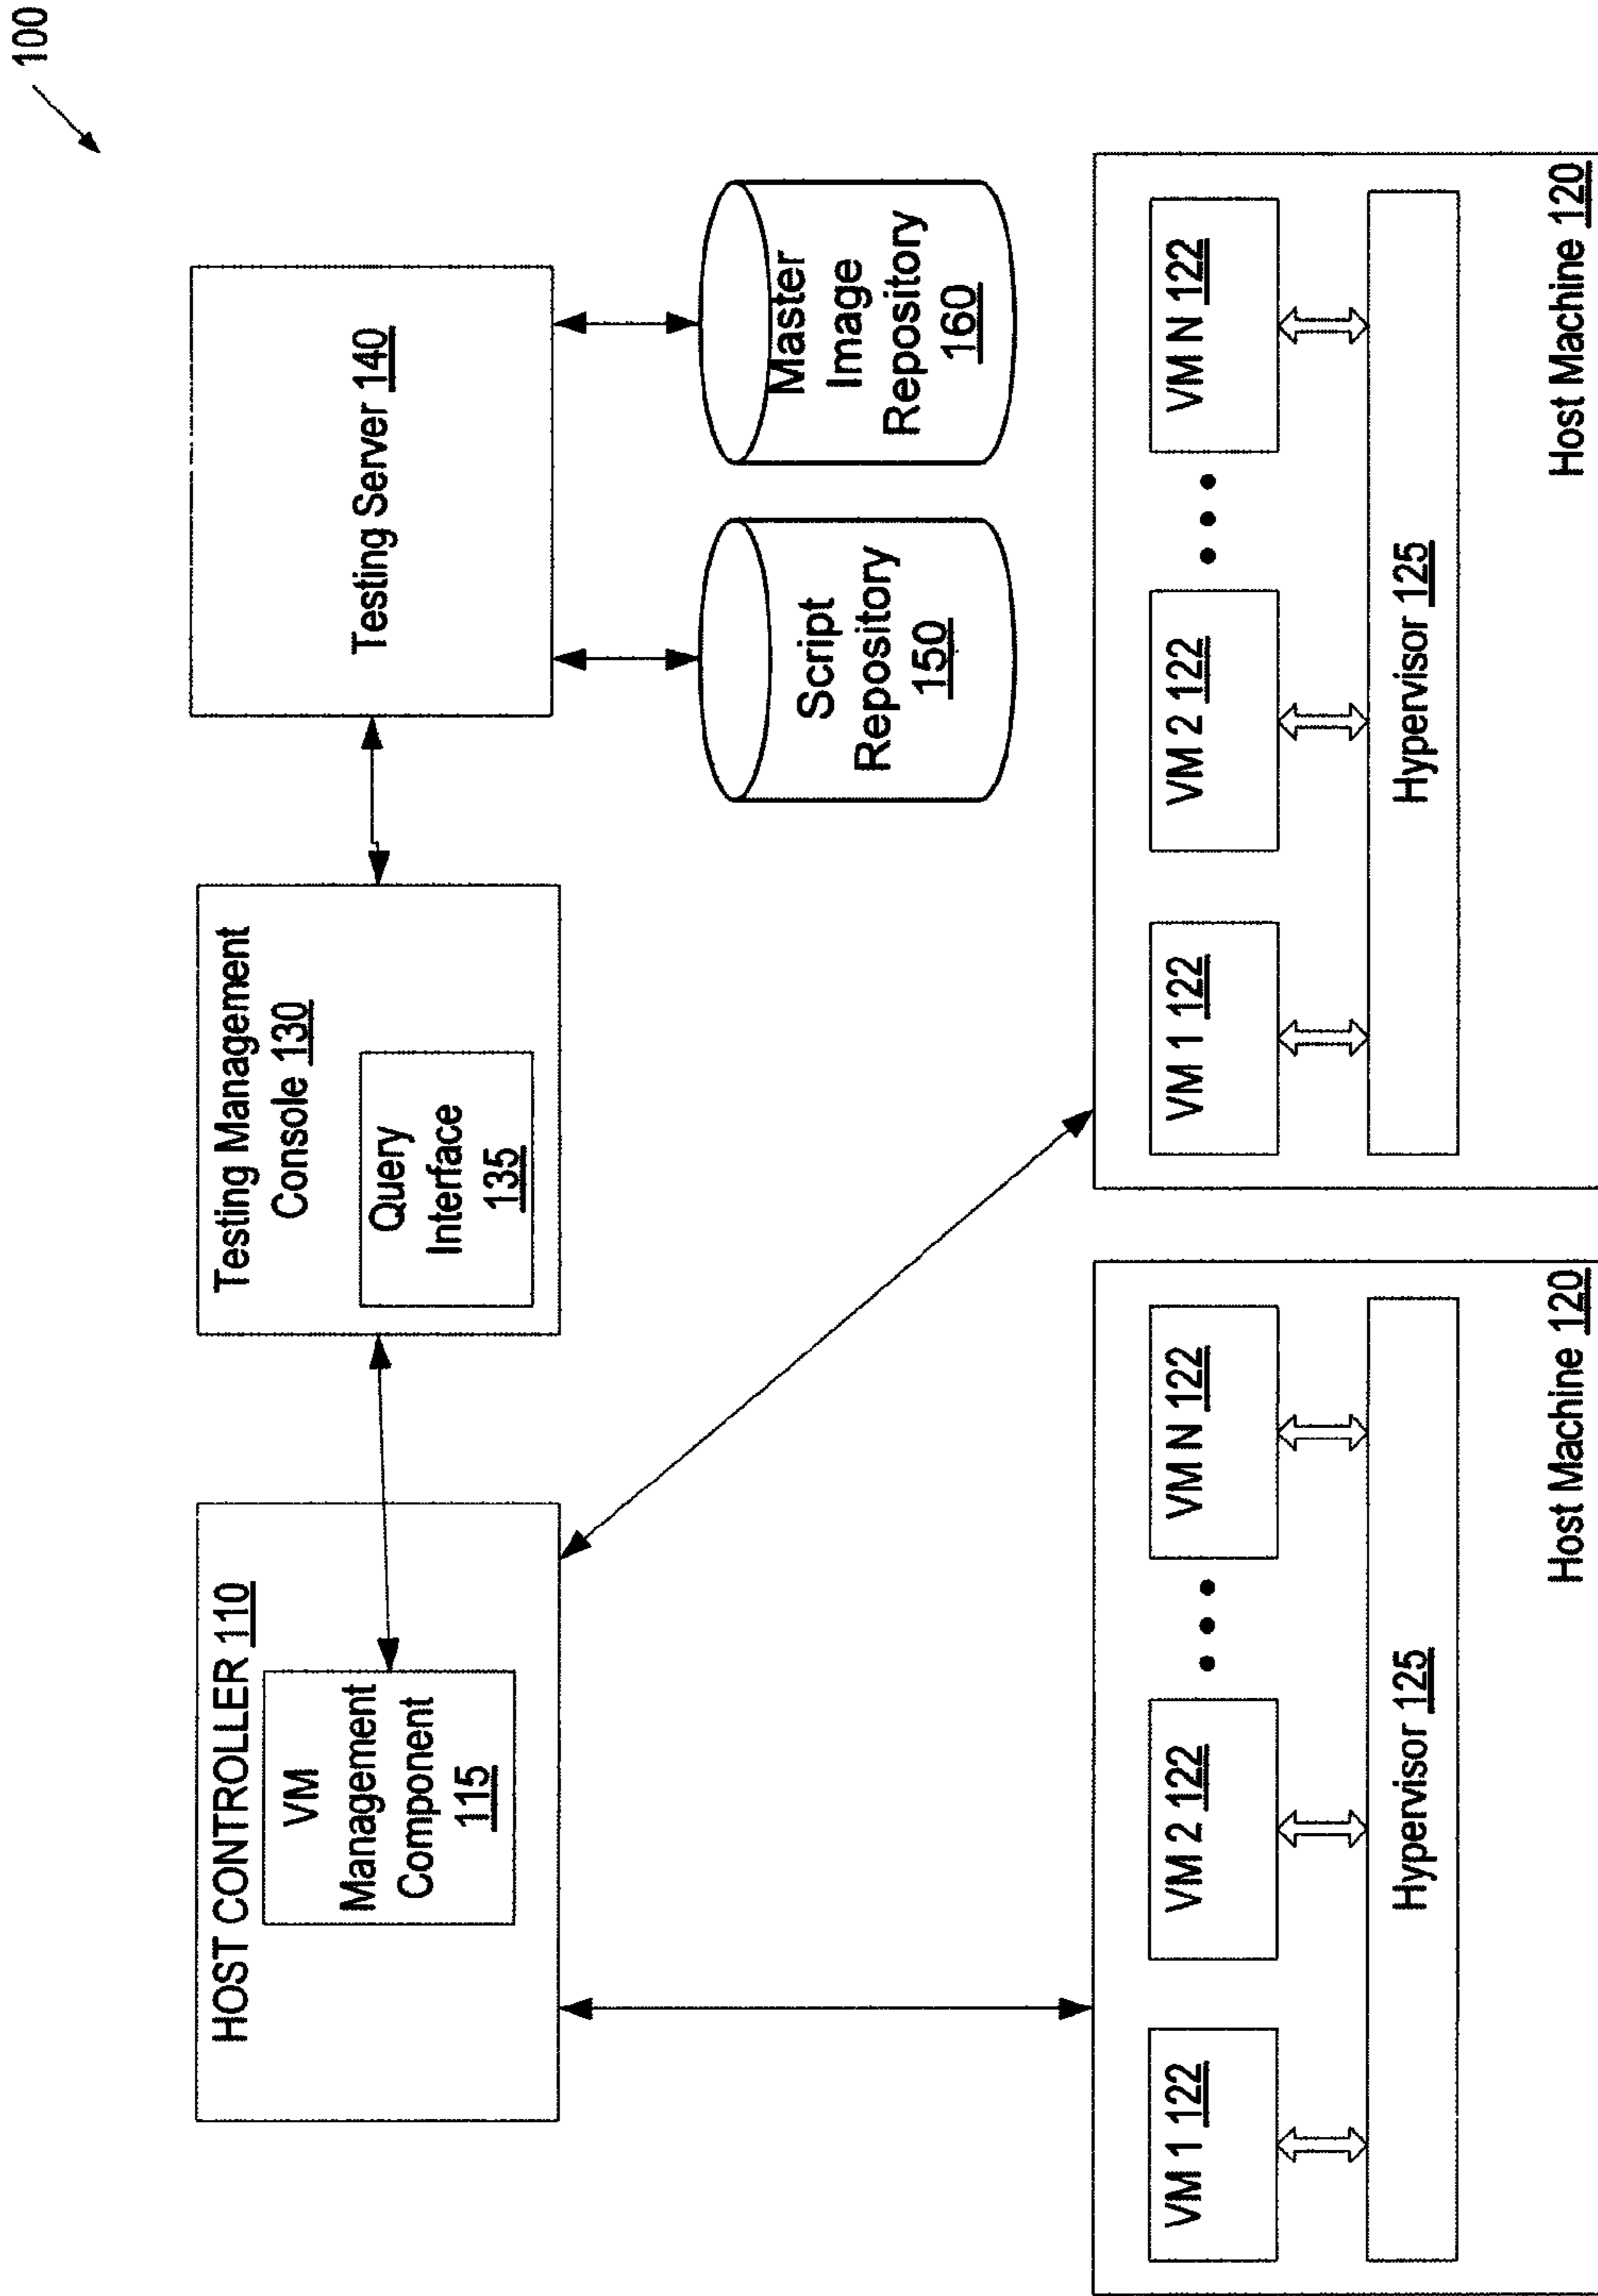 100
HOST CONTROLLER 110
VM
Management
Component
115
Testing Management
Console 130
Query
Interface
135
Testing Server 140
Script
Repository
150
Master
Image
Repository
160
VM 1 122
VM 2 122
VM N 122
Hypervisor 125
Host Machine 120
VM 1 122
VM 2 122
VM N 122
Hypervisor 125
Host Machine 120